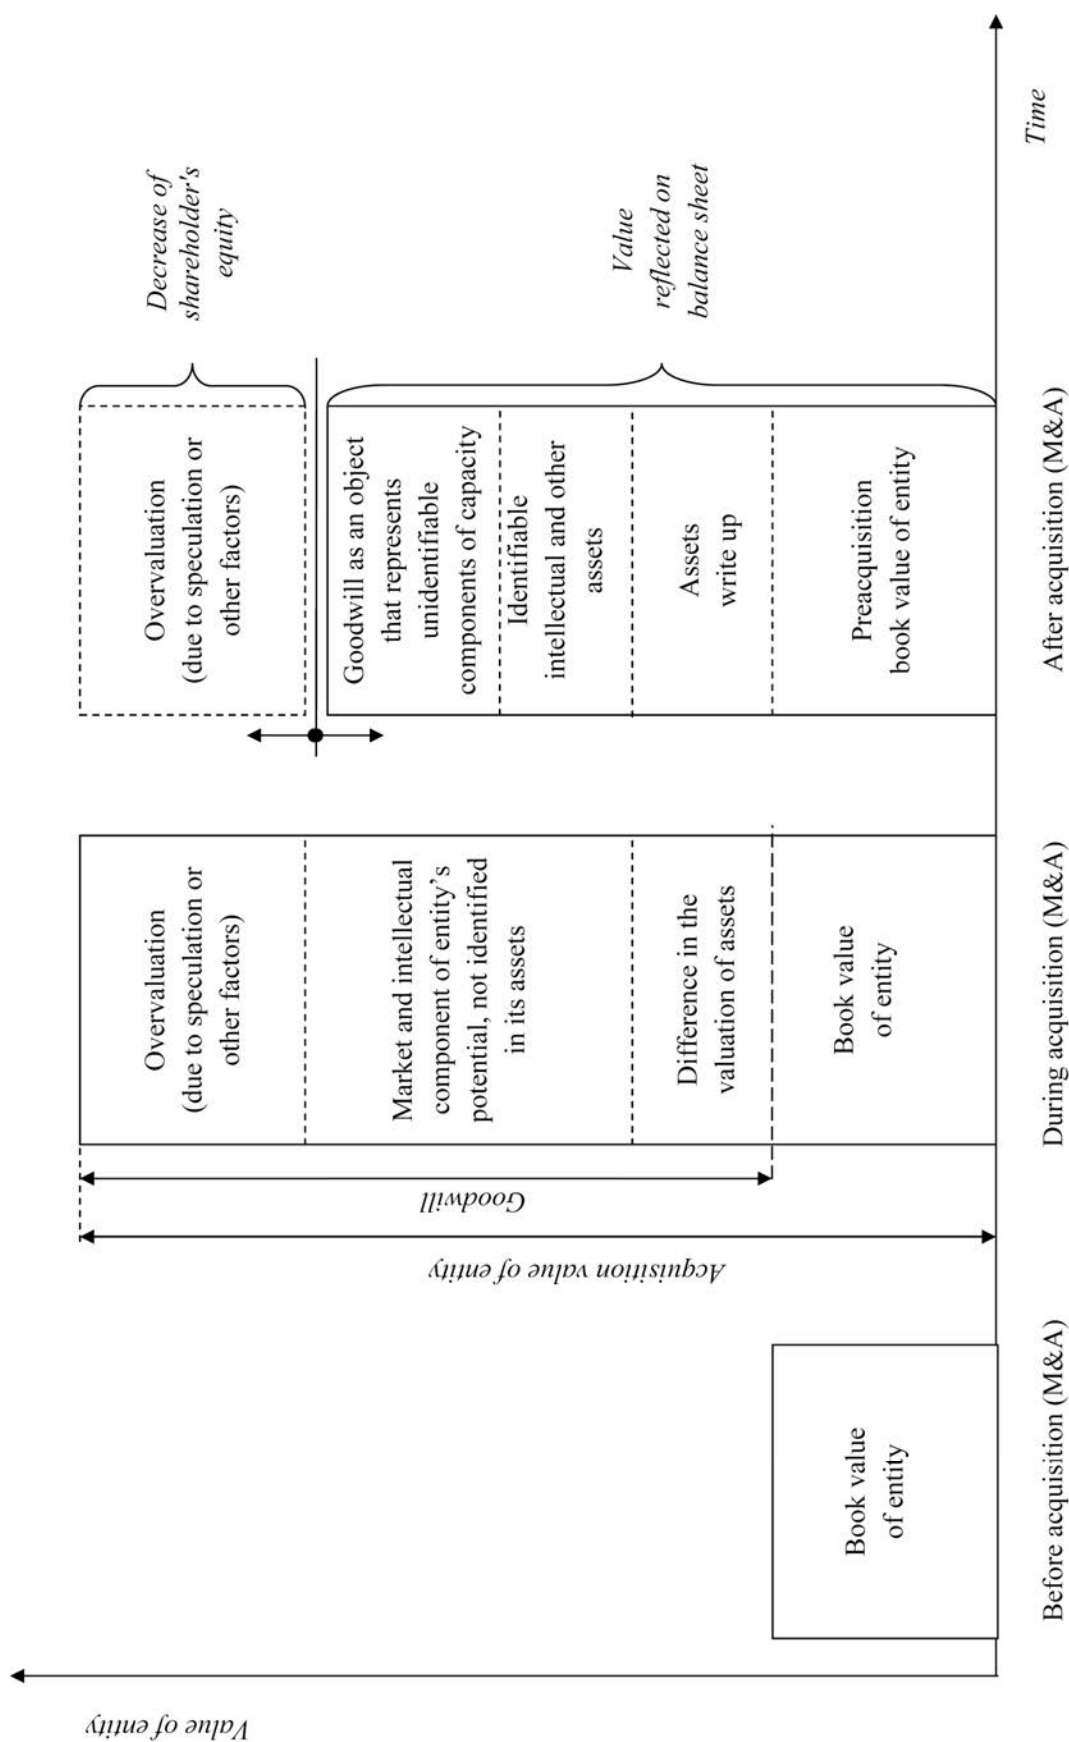 Value of entity
Book value
of entity
Before acquisition (M&A)
Acquisition value of entity
Goodwill
Overvaluation
(due to speculation or
other factors)
Market and intellectual
component of entity’s
potential, not identified
in its assets
Difference in the
valuation of assets
Book value
of entity
During acquisition (M&A)
Overvaluation
(due to speculation or
other factors)
Goodwill as an object
that represents
unidentifiable
components of capacity
Identifiable
intellectual and other
assets
Assets
write up
Preacquisition
book value of entity
After acquisition (M&A)
Decrease of
shareholder's
equity
Value
reflected on
balance sheet
Time